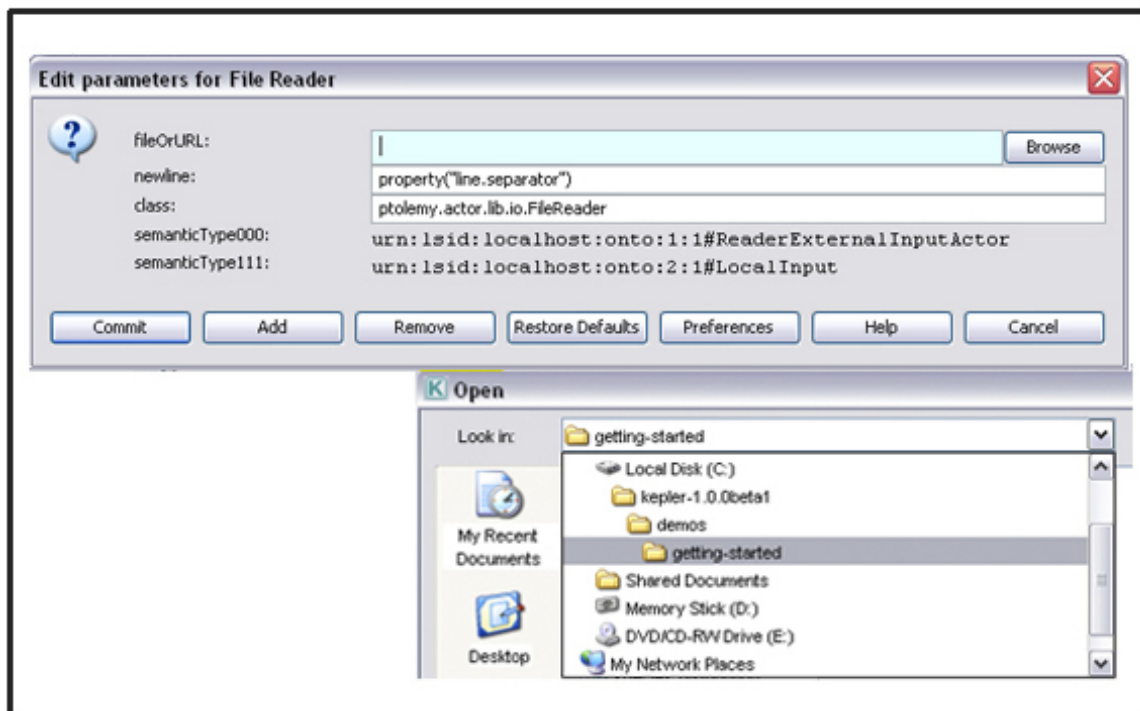 Edit parameters for File Reader
fileOrURL:
Browse
newline: property("line.separator")
class: ptolemy.actor.lib.io.FileReader
semanticType000: urn:lsid:localhost:onto:1:1#ReaderExternalInputActor
semanticType111: urn:lsid:localhost:onto:2:1#LocalInput
Commit Add Remove Restore Defaults Preferences Help Cancel
Open
Look in: getting-started
Local Disk (C:)
kepler-1.0.0beta1
demos
getting-started
Shared Documents
Memory Stick (D:)
DVD/CD-RW Drive (E:)
My Network Places
My Recent
Documents
Desktop